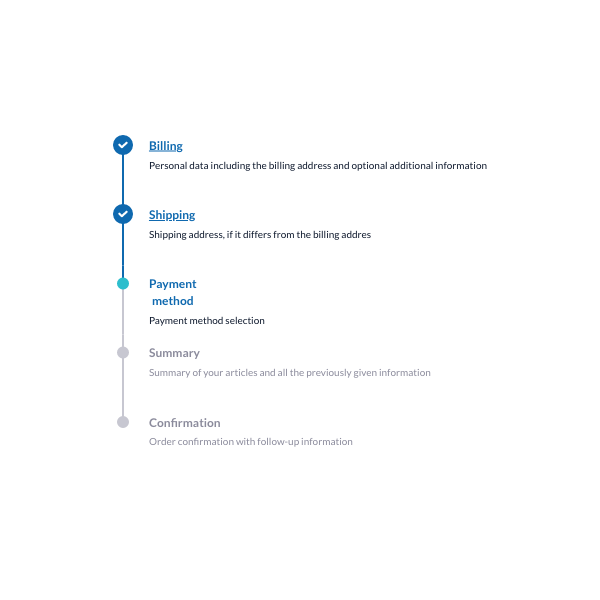 Billing
Personal data including the billing address and optional additional information
Shipping
Shipping address, if it differs from the billing addres
Payment
method
Payment method selection
Summary
Summary of your articles and all the previously given information
Confirmation
Order confirmation with follow-up information